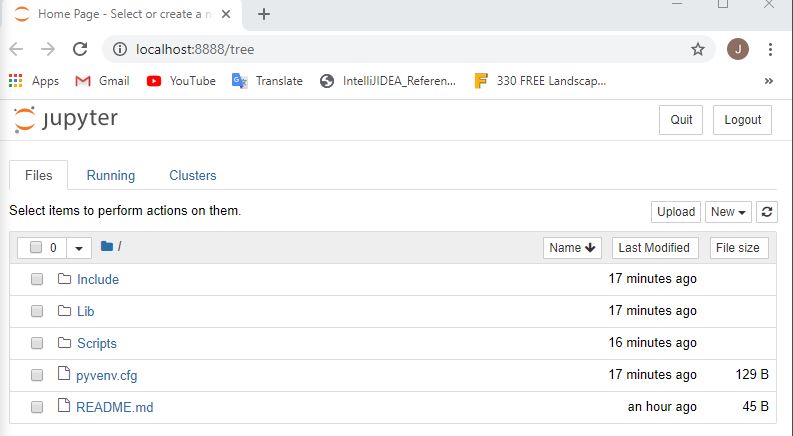 Home Page - Select or create a n
localhost:8888/tree
J
Apps Gmail YouTube Translate IntelliJIDEA_Referen... 330 FREE Landscap... »
jupyter Quit Logout
Files Running Clusters
Select items to perform actions on them. Upload New
0 / Name Last Modified File size
Include 17 minutes ago
Lib 17 minutes ago
Scripts 16 minutes ago
pyvenv.cfg 17 minutes ago 129 B
README.md an hour ago 45 B